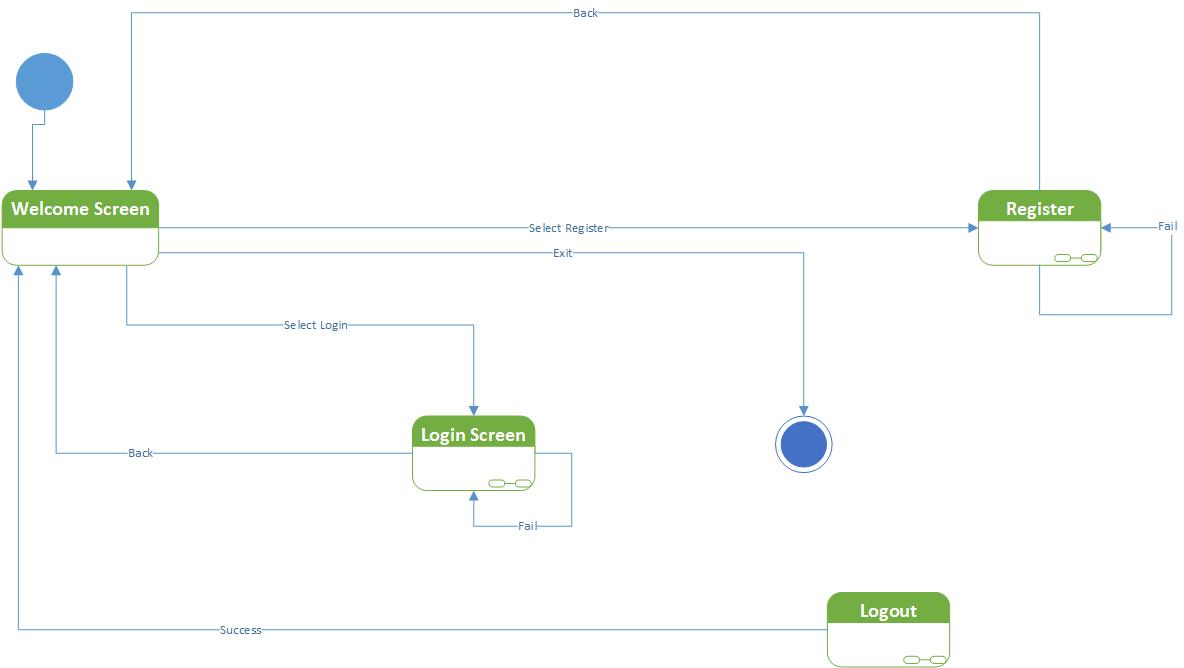 Back
Welcome Screen
Register
Select Register
Fail
Exit
Select Login
Login Screen
Back
Fail
Logout
Success